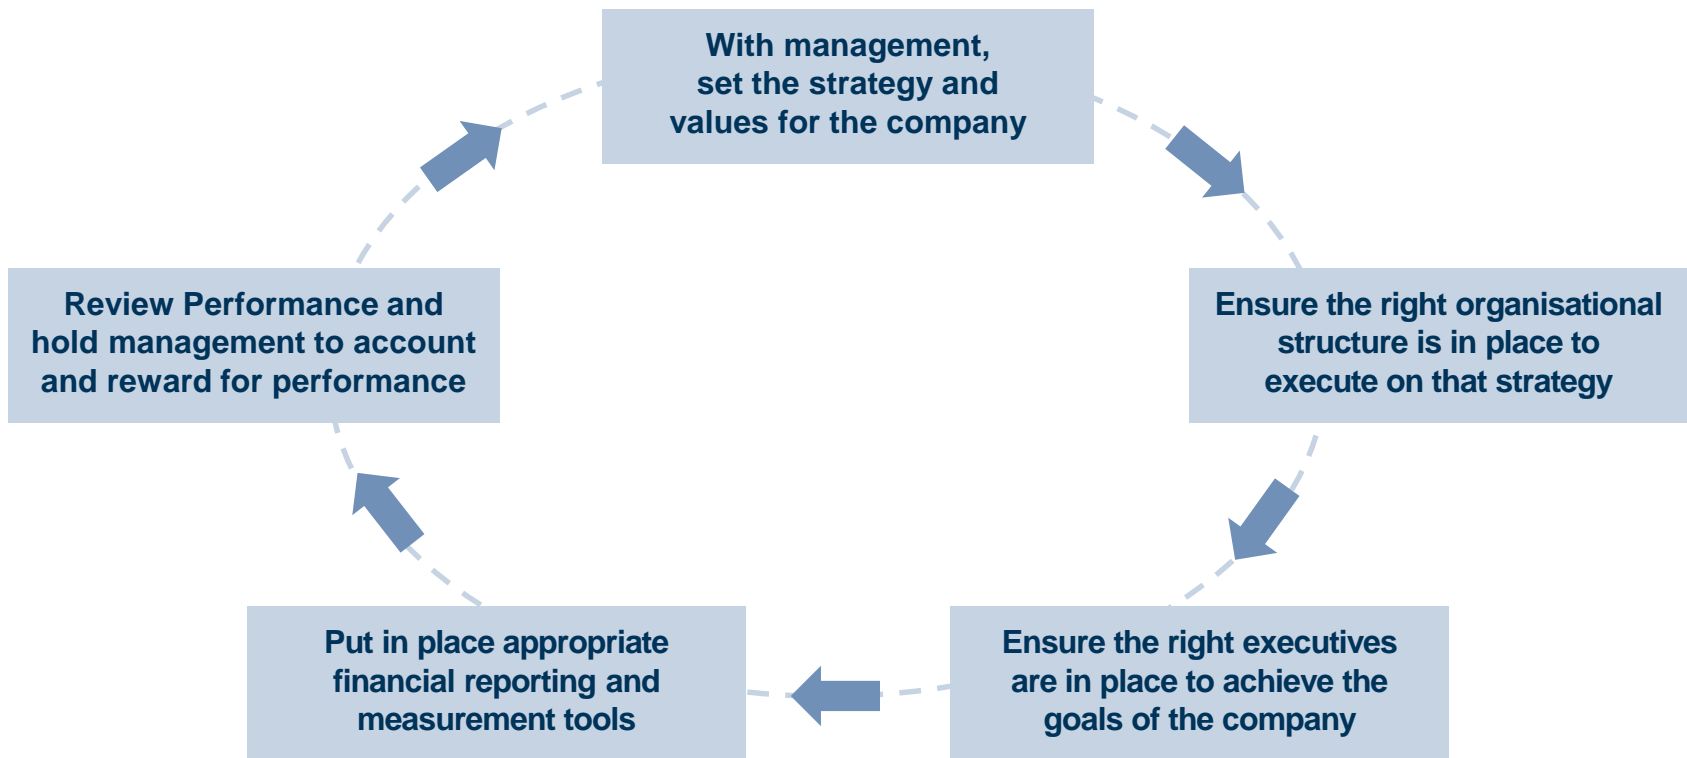 With management,
set the strategy and
values for the company
Ensure the right organisational
structure is in place to
execute on that strategy
Ensure the right executives
are in place to achieve the
goals of the company
Put in place appropriate
financial reporting and
measurement tools
Review Performance and
hold management to account
and reward for performance